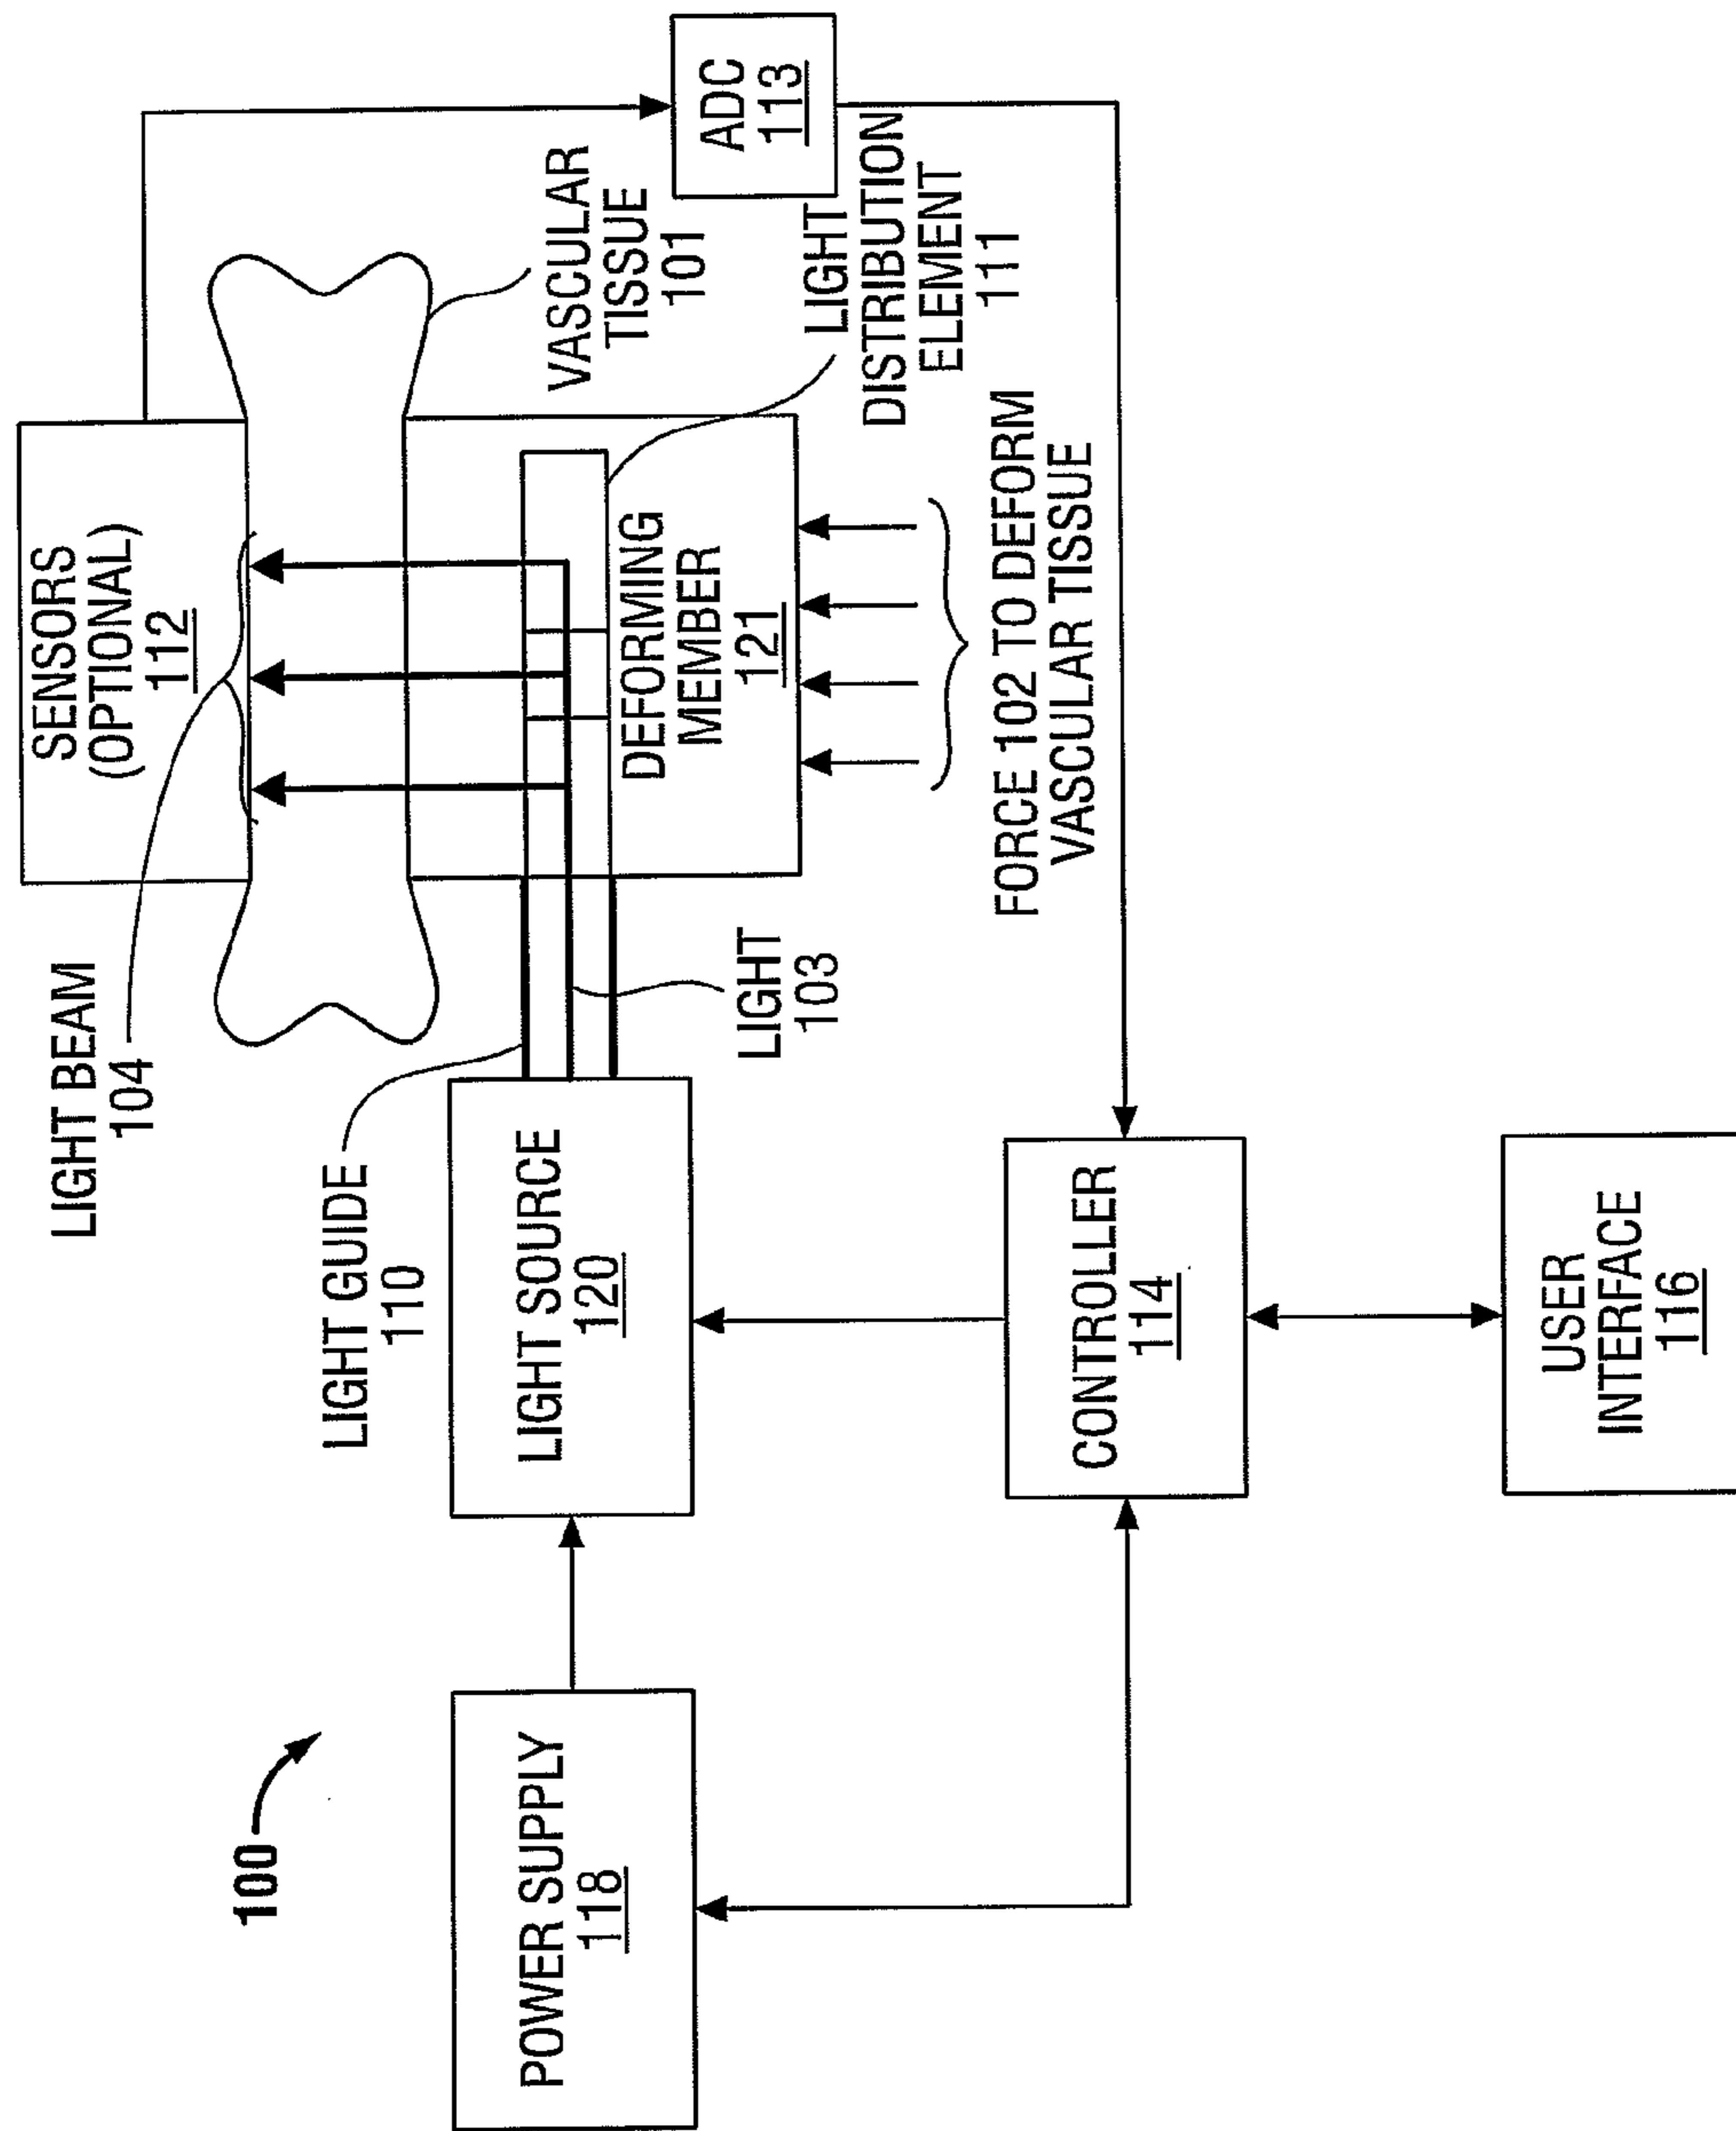 100
POWER SUPPLY
118
LIGHT BEAM
104
LIGHT GUIDE
110
LIGHT SOURCE
120
LIGHT
103
SENSORS
(OPTIONAL)
112
VASCULAR
TISSUE
101
ADC
113
LIGHT
DISTRIBUTION
ELEMENT
111
DEFORMING
MEMBER
121
FORCE 102 TO DEFORM
VASCULAR TISSUE
CONTROLLER
114
USER
INTERFACE
116